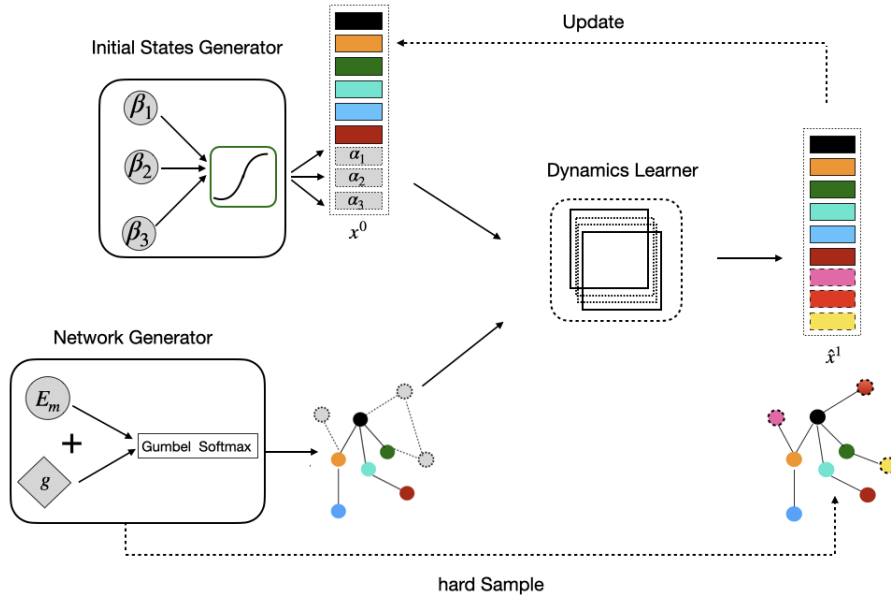 Initial States Generator
β1
β2
β3
α1
α2
α3
x⁰
Update
Dynamics Learner
x̂¹
Network Generator
Eₘ
+
g
Gumbel Softmax
hard Sample